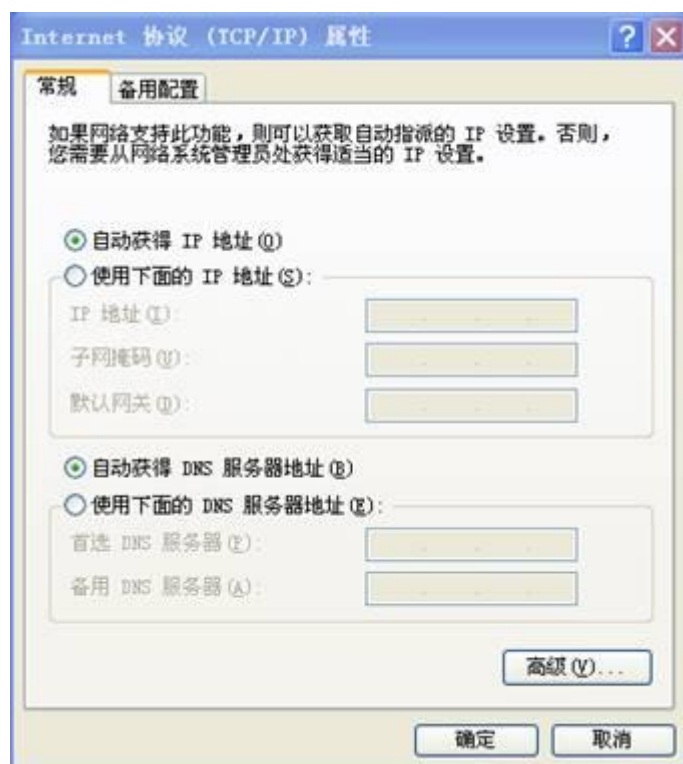 Internet 协议 (TCP/IP) 属性
常规 备用配置
如果网络支持此功能，则可以获取自动指派的 IP 设置。否则，
您需要从网络系统管理员处获得适当的 IP 设置。
自动获得 IP 地址(O)
使用下面的 IP 地址(S):
IP 地址(I):
子网掩码(U):
默认网关(D):
自动获得 DNS 服务器地址(B)
使用下面的 DNS 服务器地址(E):
首选 DNS 服务器(P):
备用 DNS 服务器(A):
高级(V)...
确定 取消